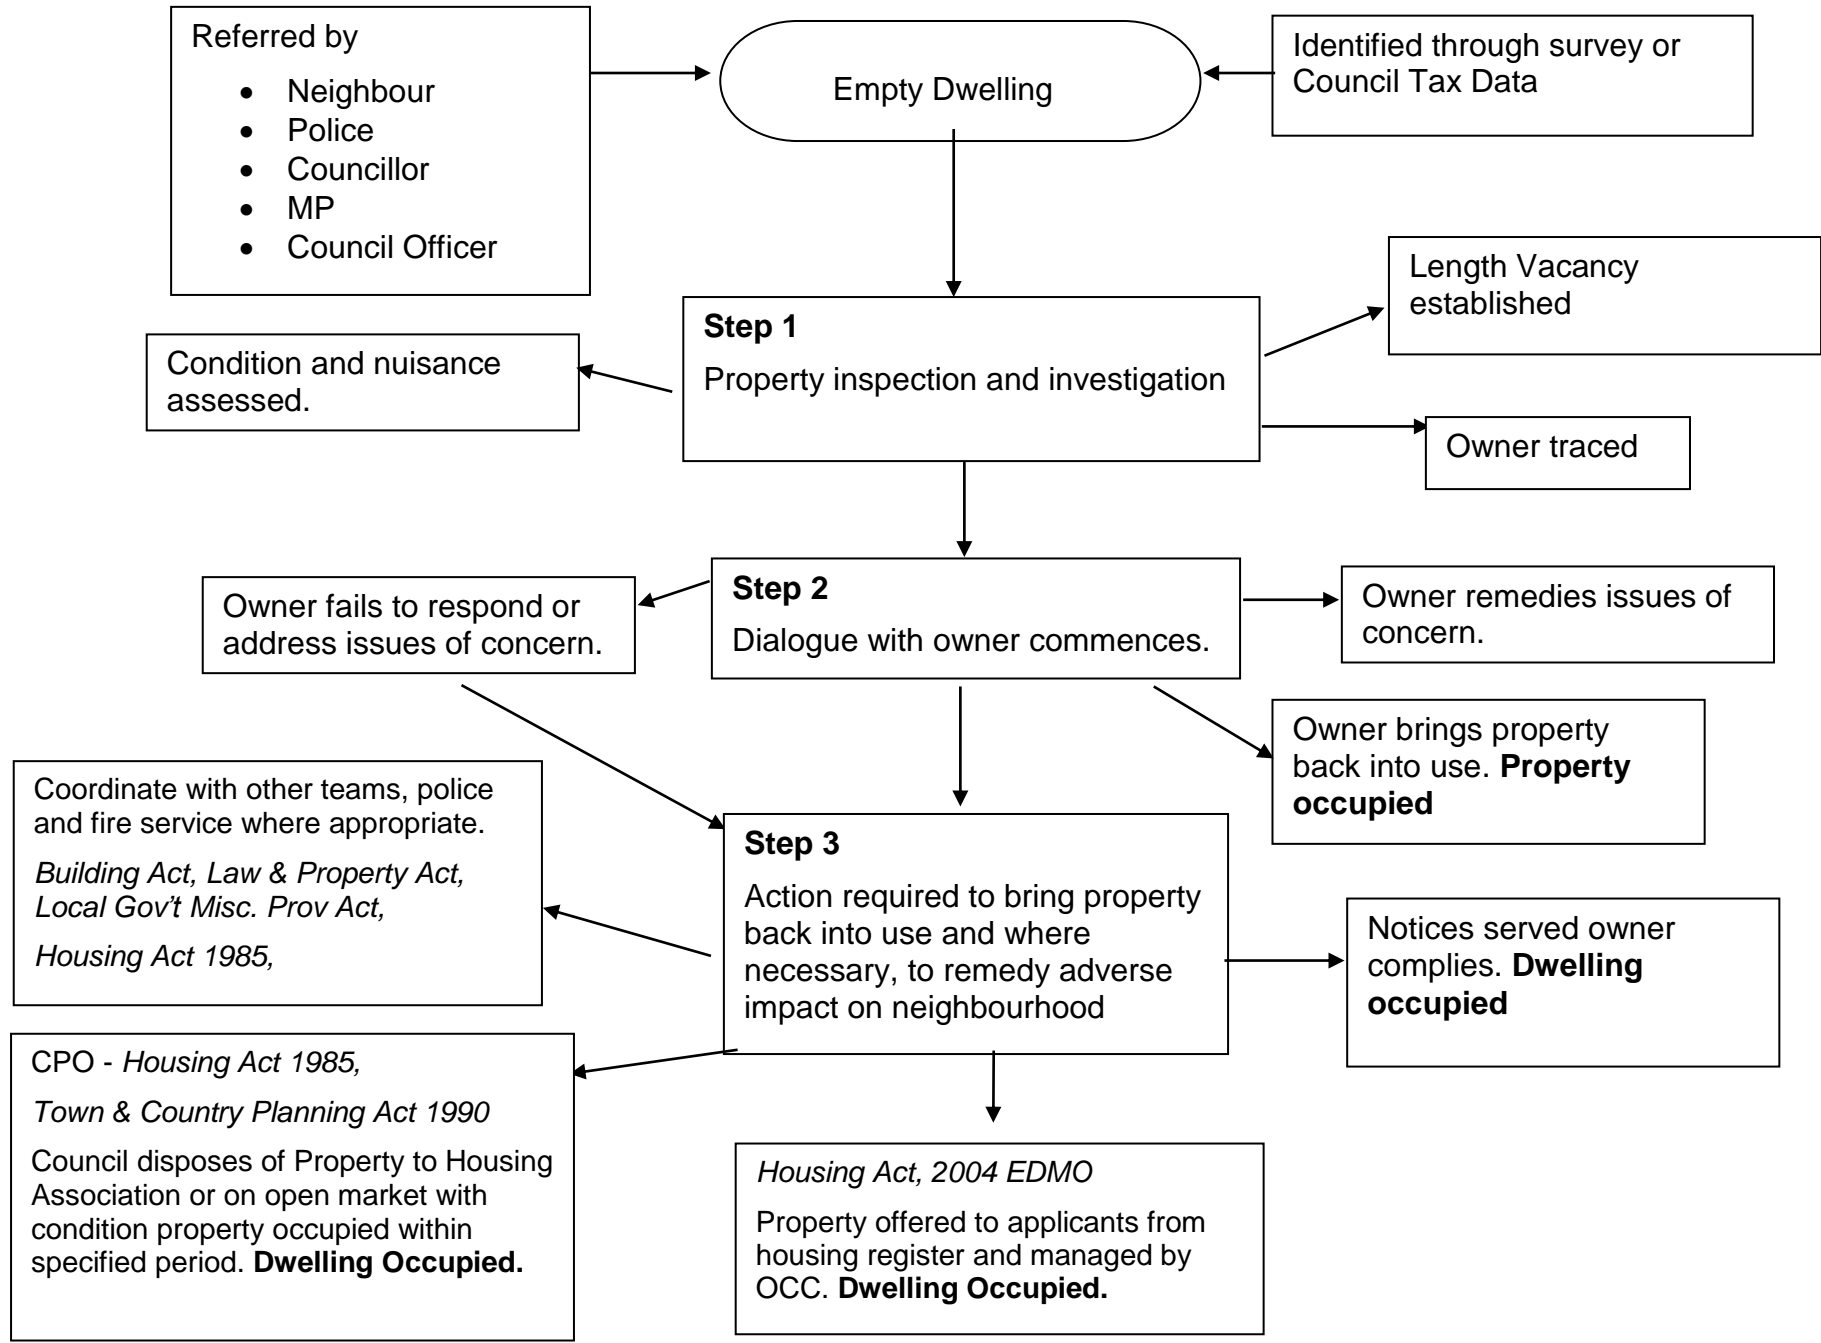 Referred by
• Neighbour
• Police
• Councillor
• MP
• Council Officer
Empty Dwelling
Identified through survey or
Council Tax Data
Length Vacancy
established
Step 1
Property inspection and investigation
Condition and nuisance
assessed.
Owner traced
Step 2
Dialogue with owner commences.
Owner fails to respond or
address issues of concern.
Owner remedies issues of
concern.
Owner brings property
back into use. Property
occupied
Coordinate with other teams, police
and fire service where appropriate.
Building Act, Law & Property Act,
Local Gov't Misc. Prov Act,
Housing Act 1985,
Step 3
Action required to bring property
back into use and where
necessary, to remedy adverse
impact on neighbourhood
Notices served owner
complies. Dwelling
occupied
CPO - Housing Act 1985,
Town & Country Planning Act 1990
Council disposes of Property to Housing
Association or on open market with
condition property occupied within
specified period. Dwelling Occupied.
Housing Act, 2004 EDMO
Property offered to applicants from
housing register and managed by
OCC. Dwelling Occupied.